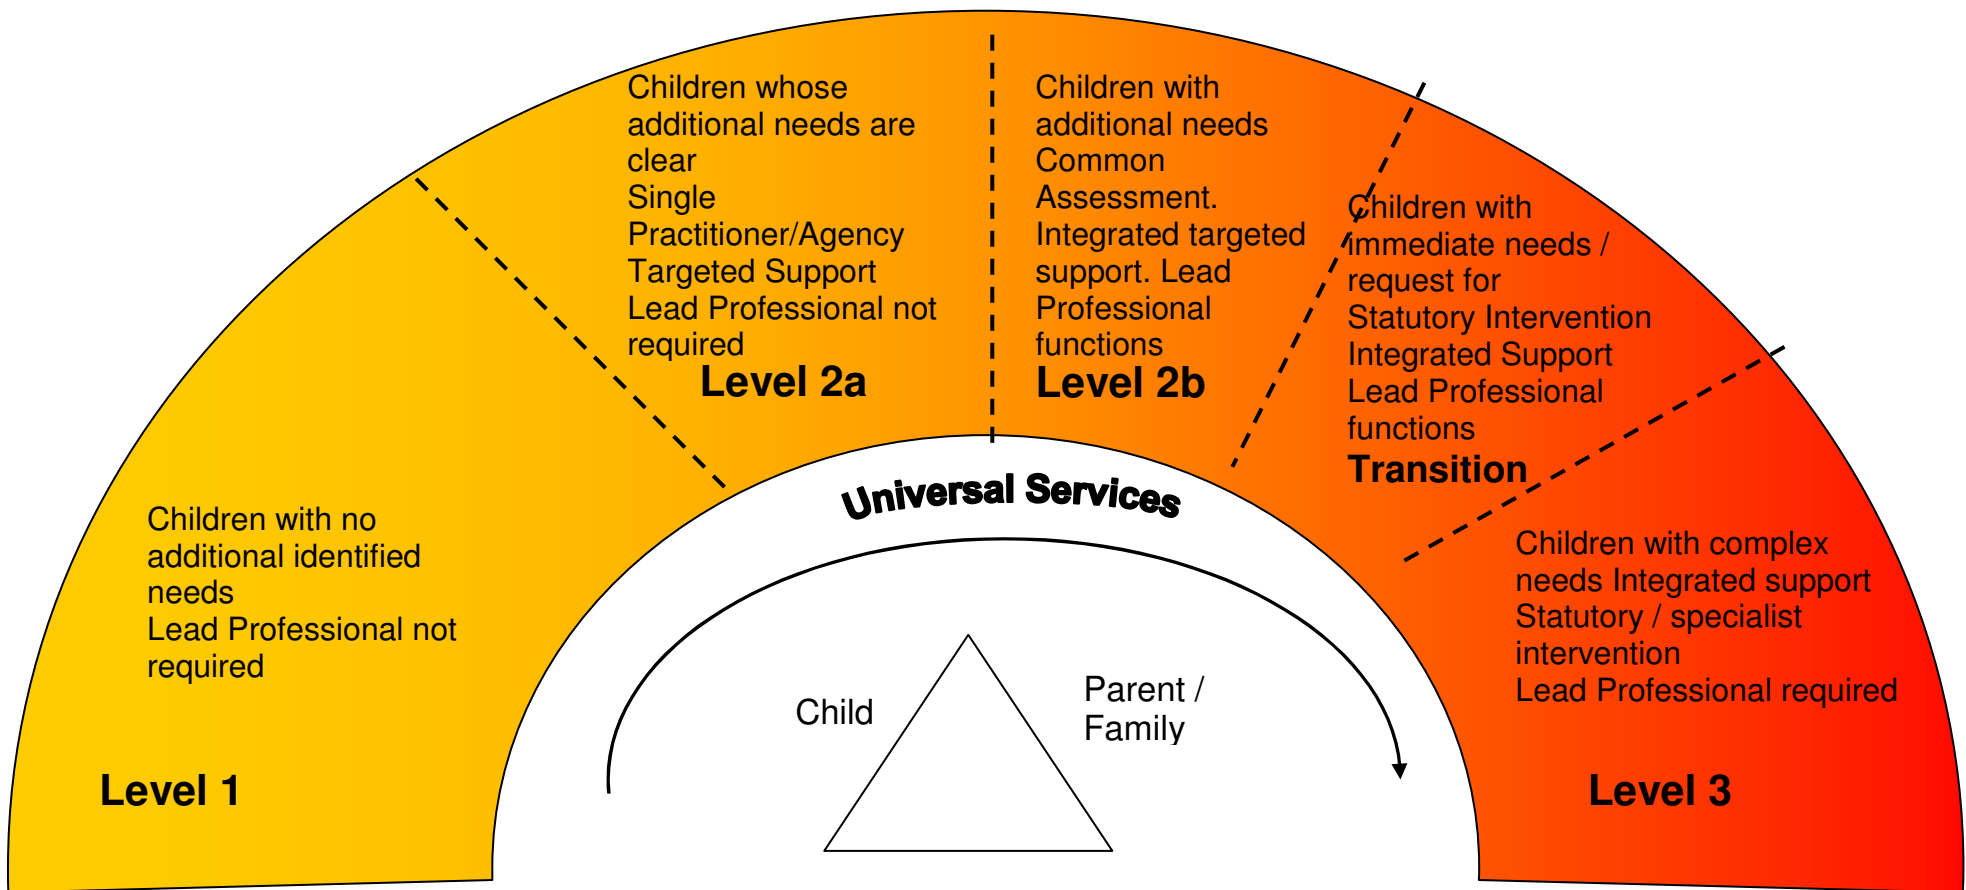 Children with no
additional identified
needs
Lead Professional not
required
Level 1
Children whose
additional needs are
clear
Single
Practitioner/Agency
Targeted Support
Lead Professional not
required
Level 2a
Children with
additional needs
Common
Assessment.
Integrated targeted
support. Lead
Professional
functions
Level 2b
Children with
immediate needs /
request for
Statutory Intervention
Integrated Support
Lead Professional
functions
Transition
Children with complex
needs Integrated support
Statutory / specialist
intervention
Lead Professional required
Level 3
Universal Services
Child
Parent /
Family